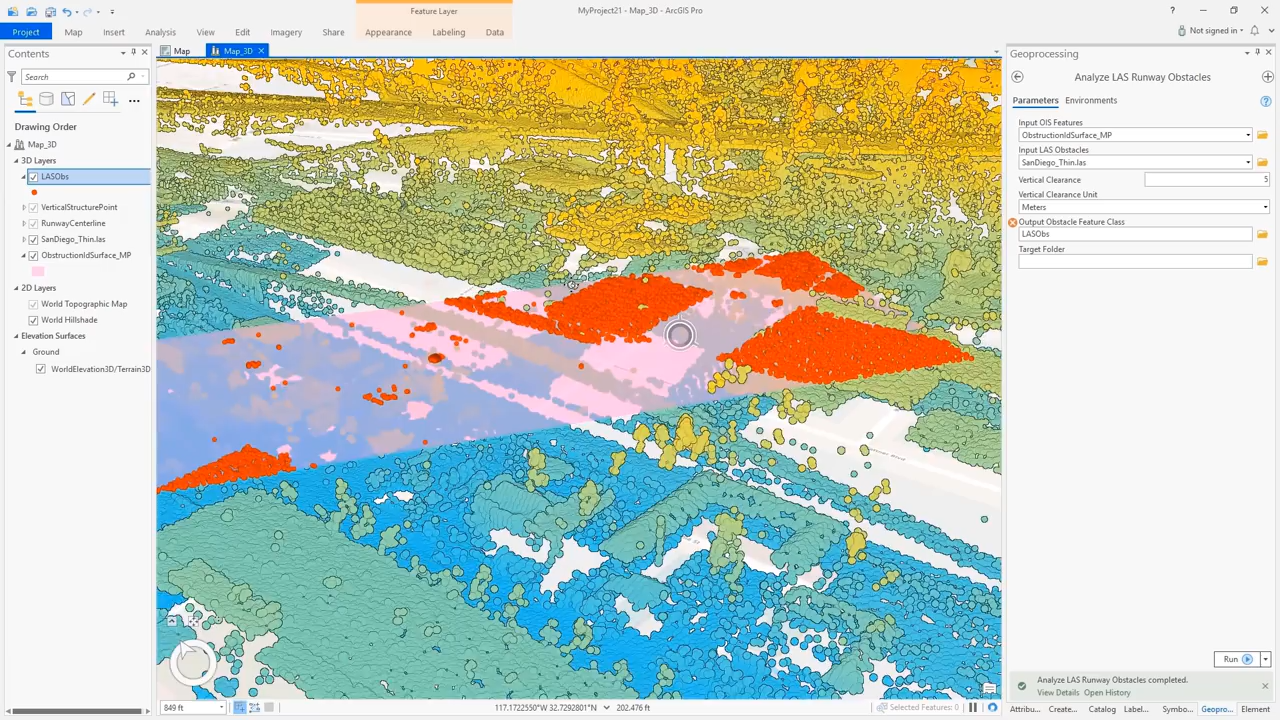 Feature Layer
MyProject21 - Map_3D - ArcGIS Pro
?
Project
Map
Insert
Analysis
View
Edit
Imagery
Share
Appearance
Labeling
Data
Not signed in
Contents
Map
Map_3D
Geoprocessing
Search
Analyze LAS Runway Obstacles
Parameters
Environments
?
Drawing Order
Map_3D
3D Layers
LASObs
VerticalStructurePoint
RunwayCenterline
SanDiego_Thin.las
ObstructionIdSurface_MP
2D Layers
World Topographic Map
World Hillshade
Elevation Surfaces
Ground
WorldElevation3D/Terrain3D
Input OIS Features
ObstructionIdSurface_MP
Input LAS Obstacles
SanDiego_Thin.las
Vertical Clearance
5
Vertical Clearance Unit
Meters
Output Obstacle Feature Class
LASObs
Target Folder
Run
Analyze LAS Runway Obstacles completed.
View Details Open History
849 ft
117.1722550°W 32.7292801°N
202.476 ft
Selected Features: 0
Attribu...
Create...
Catalog
Label...
Symbo...
Geopro...
Element